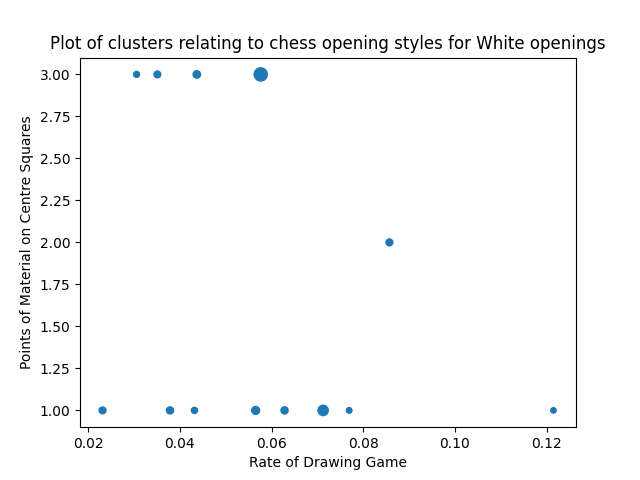 Plot of clusters relating to chess opening styles for White openings
3.00
2.75
2.50
2.25
2.00
1.75
1.50
1.25
1.00
Points of Material on Centre Squares
0.02 0.04 0.06 0.08 0.10 0.12
Rate of Drawing Game